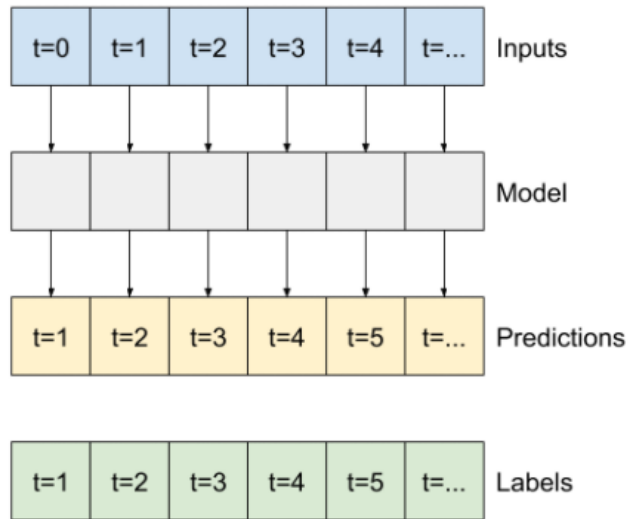 t=0 t=1 t=2 t=3 t=4 t=... Inputs
Model
t=1 t=2 t=3 t=4 t=5 t=... Predictions
t=1 t=2 t=3 t=4 t=5 t=... Labels